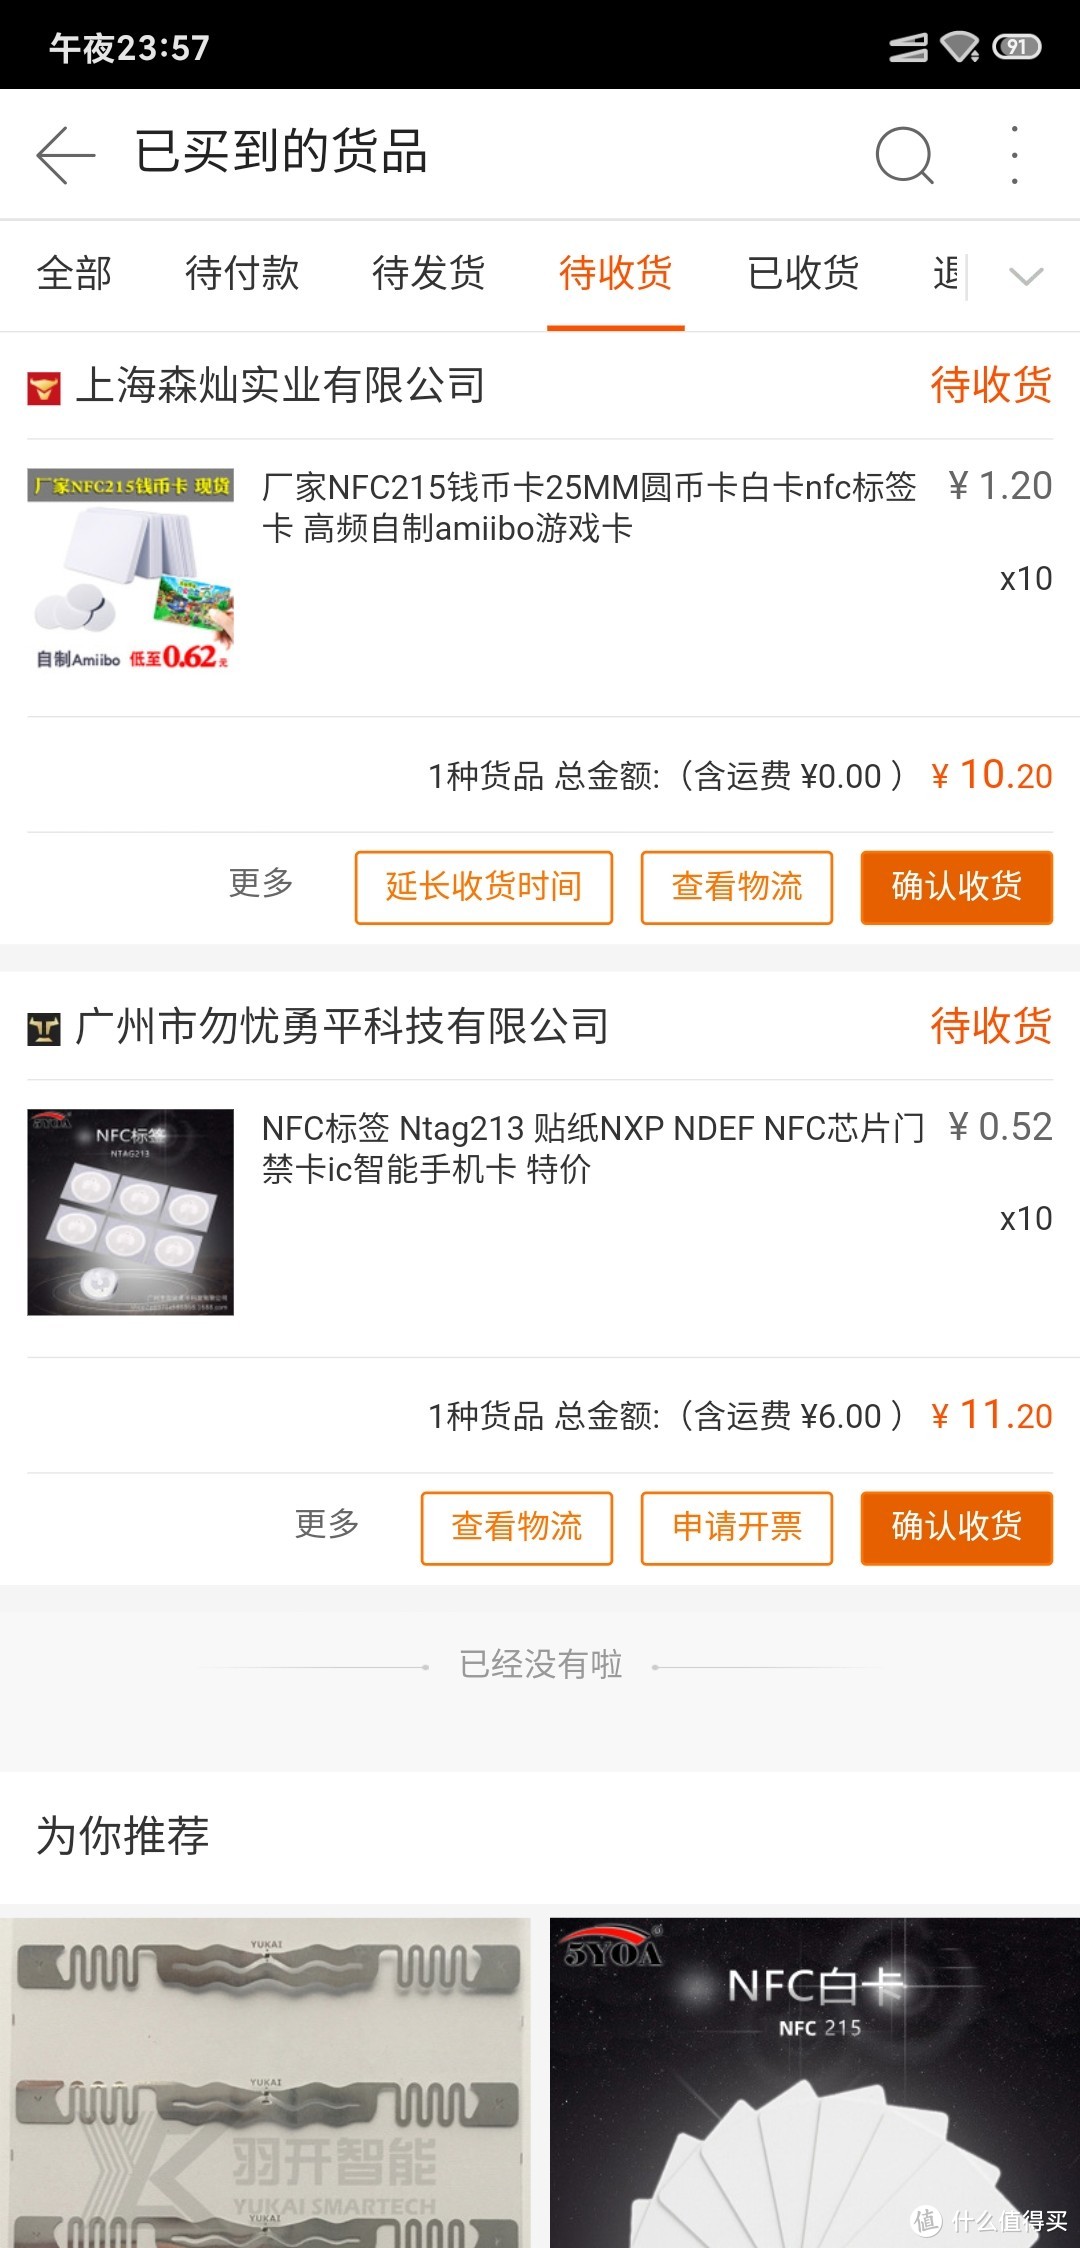 午夜23:57
91
已买到的货品
全部 待付款 待发货 待收货 已收货 退
上海森灿实业有限公司 待收货
厂家NFC215钱币卡 现货
自制Amiibo 低至0.62元
厂家NFC215钱币卡25MM圆币卡白卡nfc标签 ¥ 1.20
卡 高频自制amiibo游戏卡
x10
1种货品 总金额:（含运费 ¥0.00 ） ¥ 10.20
更多 延长收货时间 查看物流 确认收货
广州市勿忧勇平科技有限公司 待收货
5YOA
NFC标签
NTAG213
NFC标签 Ntag213 贴纸NXP NDEF NFC芯片门 ¥ 0.52
禁卡ic智能手机卡 特价
x10
1种货品 总金额:（含运费 ¥6.00 ） ¥ 11.20
更多 查看物流 申请开票 确认收货
已经没有啦
为你推荐
YUKAI
YUKAI
羽开智能
YUKAI SMARTECH
YUKAI
5YOA®
NFC白卡
NFC 215
值 什么值得买